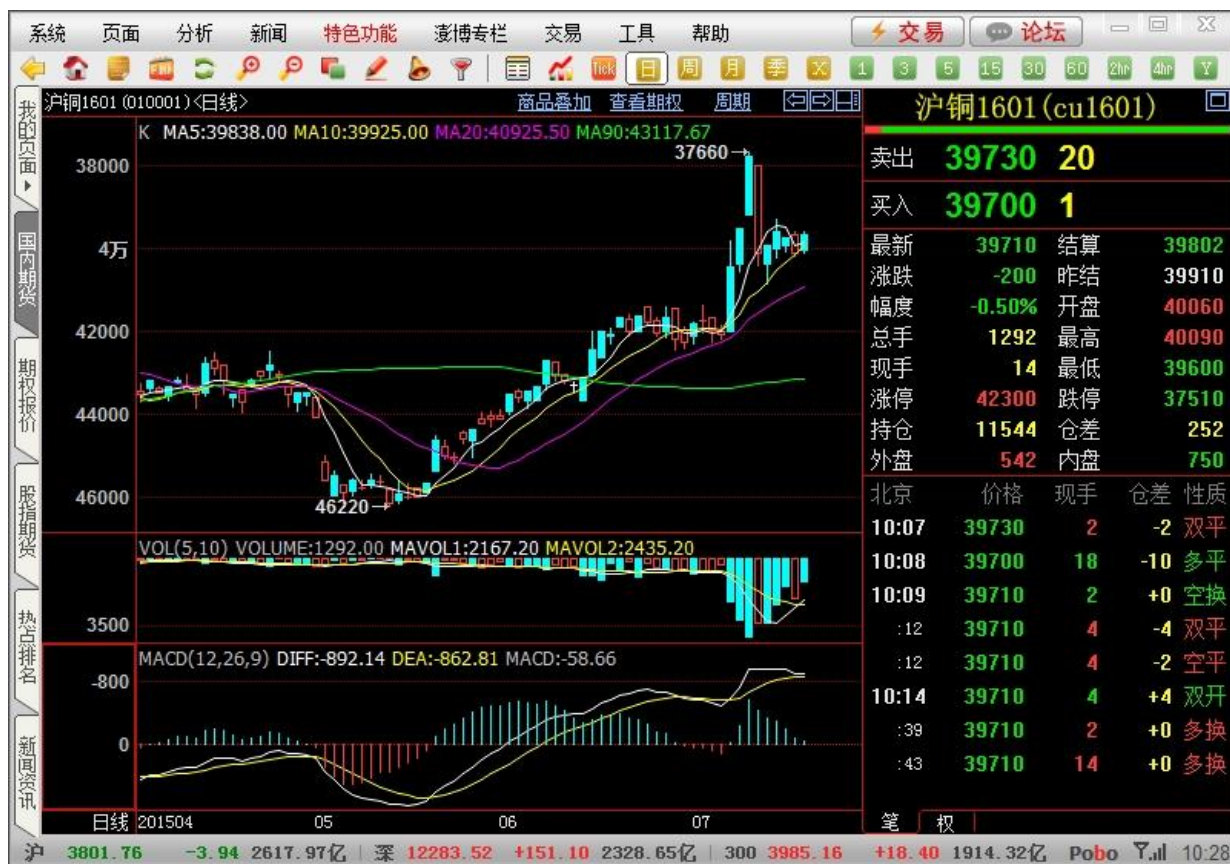 系统 页面 分析 新闻 特色功能 澎博专栏 交易 工具 帮助 交易 论坛
Tick 日 周 月 季 X 1 3 5 15 30 60 2hr 4hr Y
我的页面
国内期货
期权报价
股指期货
热点排名
新闻资讯
沪铜1601 (010001)<日线> 商品叠加 查看期权 周期
K MA5:39838.00 MA10:39925.00 MA20:40925.50 MA90:43117.67
37660
38000
4万
42000
44000
46000
46220
VOL(5,10) VOLUME:1292.00 MAVOL1:2167.20 MAVOL2:2435.20
3500
MACD(12,26,9) DIFF:-892.14 DEA:-862.81 MACD:-58.66
-800
0
日线 201504 05 06 07
沪铜1601(cu1601)
卖出 39730 20
买入 39700 1
最新 39710 结算 39802
涨跌 -200 昨结 39910
幅度 -0.50% 开盘 40060
总手 1292 最高 40090
现手 14 最低 39600
涨停 42300 跌停 37510
持仓 11544 仓差 252
外盘 542 内盘 750
北京 价格 现手 仓差 性质
10:07 39730 2 -2 双平
10:08 39700 18 -10 多平
10:09 39710 2 +0 空换
:12 39710 4 -4 双平
:12 39710 4 -2 空平
10:14 39710 4 +4 双开
:39 39710 2 +0 多换
:43 39710 14 +0 多换
笔 权
沪 3801.76 -3.94 2617.97亿 深 12283.52 +151.10 2328.65亿 300 3985.16 +18.40 1914.32亿 Pobo